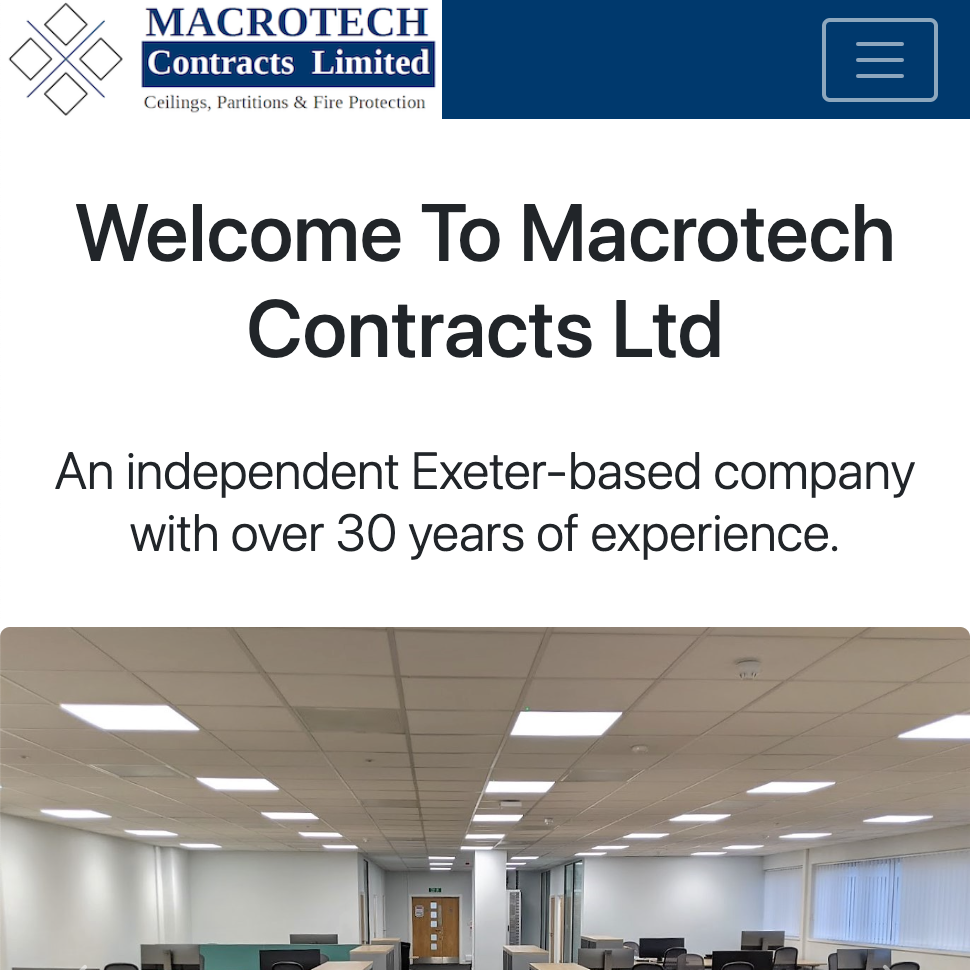 MACROTECH
Contracts Limited
Ceilings, Partitions & Fire Protection
Welcome To Macrotech
Contracts Ltd
An independent Exeter-based company
with over 30 years of experience.